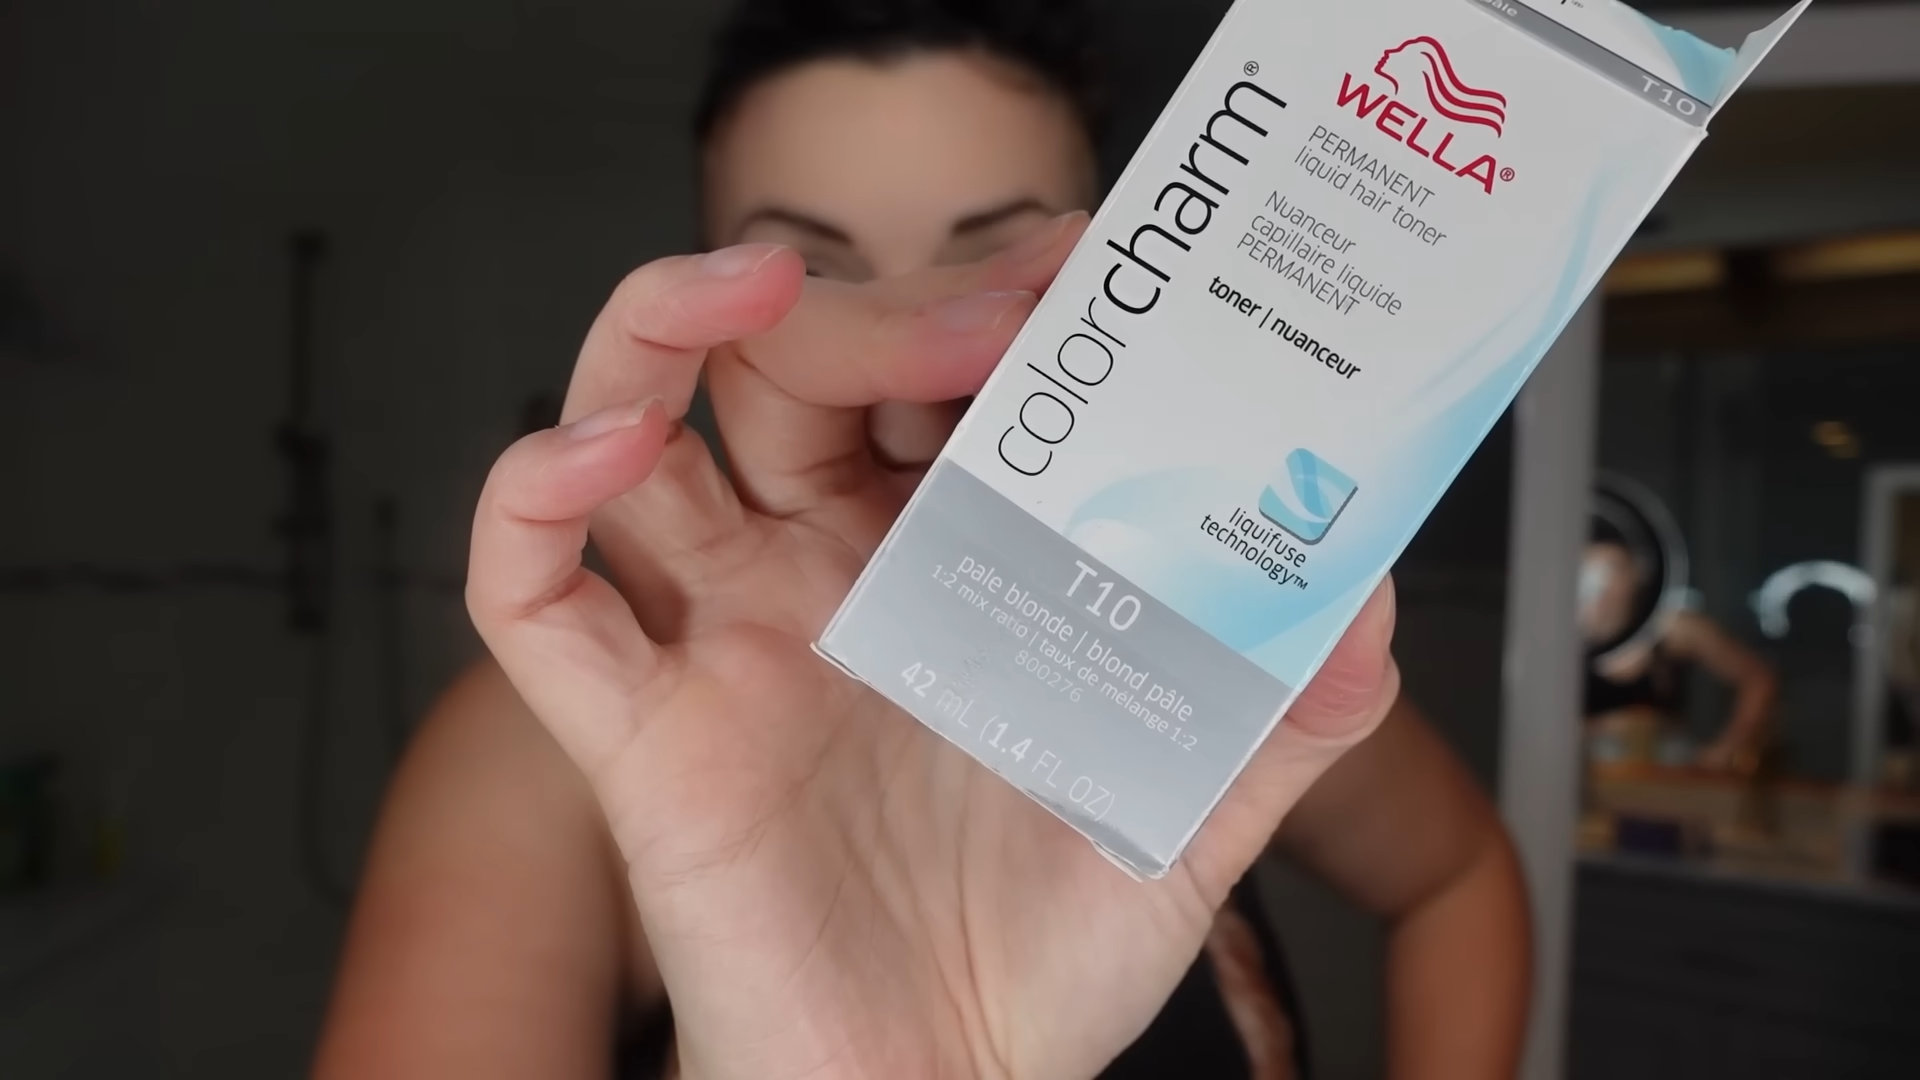 T10
WELLA®
PERMANENT
liquid hair toner
Nuanceur
capillaire liquide
PERMANENT
toner | nuanceur
colorcharm®
liquifuse
technology™
T10
pale blonde | blond pâle
1:2 mix ratio | taux de mélange 1:2
800276
42 mL (1.4 FL OZ)